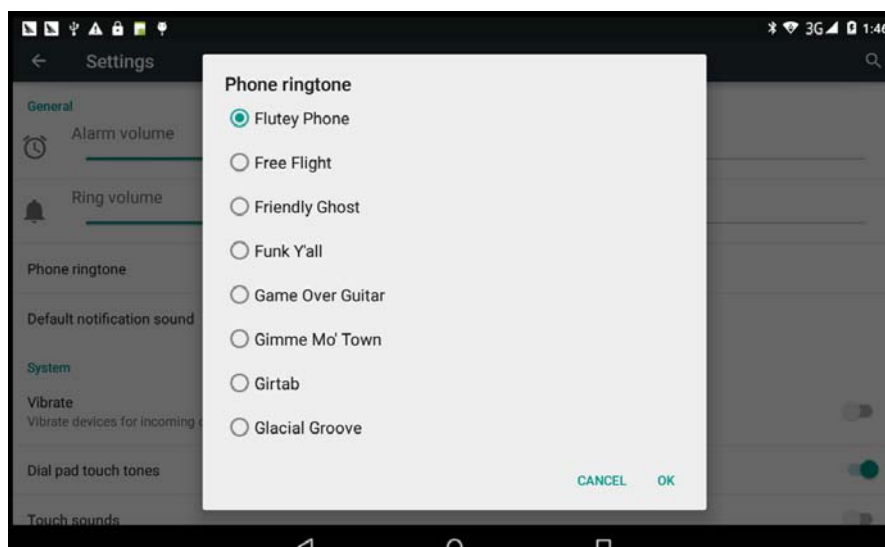 3G 1:46
Settings
General
Alarm volume
Ring volume
Phone ringtone
Default notification sound
System
Vibrate
Vibrate devices for incoming
Dial pad touch tones
Touch sounds
Phone ringtone
Flutey Phone
Free Flight
Friendly Ghost
Funk Y'all
Game Over Guitar
Gimme Mo' Town
Girtab
Glacial Groove
CANCEL OK